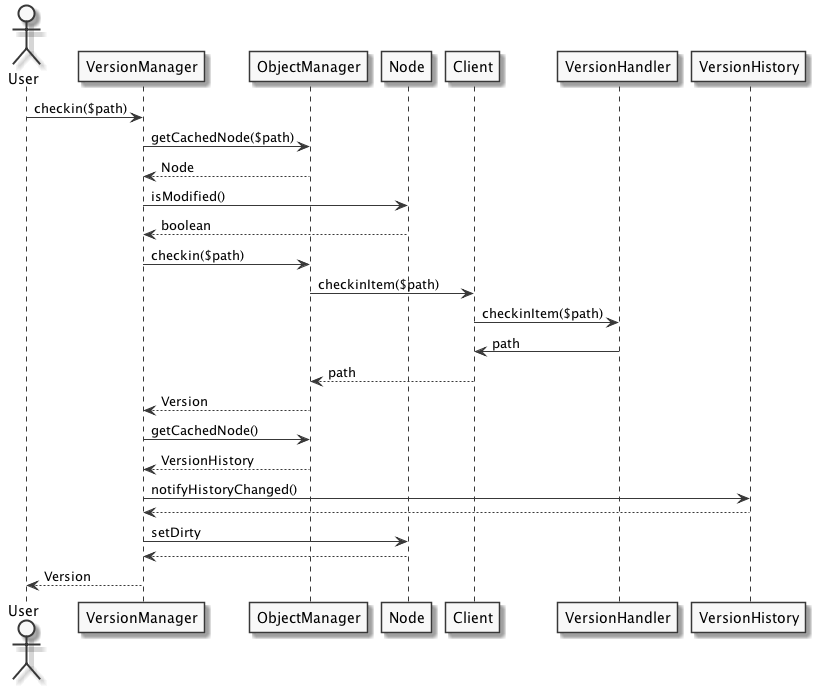 User
VersionManager
ObjectManager
Node
Client
VersionHandler
VersionHistory
checkin($path)
getCachedNode($path)
Node
isModified()
boolean
checkin($path)
checkinItem($path)
checkinItem($path)
path
path
Version
getCachedNode()
VersionHistory
notifyHistoryChanged()
setDirty
Version
User
VersionManager
ObjectManager
Node
Client
VersionHandler
VersionHistory